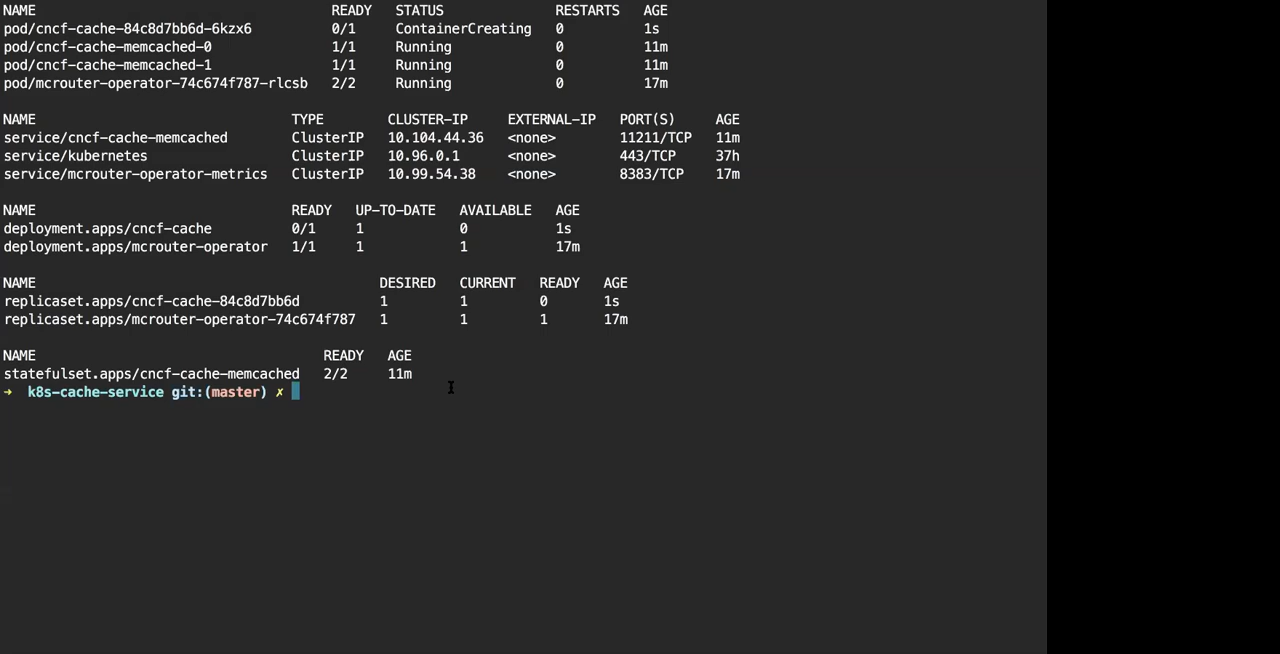 NAME READY STATUS RESTARTS AGE
pod/cncf-cache-84c8d7bb6d-6kzx6 0/1 ContainerCreating 0 1s
pod/cncf-cache-memcached-0 1/1 Running 0 11m
pod/cncf-cache-memcached-1 1/1 Running 0 11m
pod/mcrouter-operator-74c674f787-rlcsb 2/2 Running 0 17m
NAME TYPE CLUSTER-IP EXTERNAL-IP PORT(S) AGE
service/cncf-cache-memcached ClusterIP 10.104.44.36 <none> 11211/TCP 11m
service/kubernetes ClusterIP 10.96.0.1 <none> 443/TCP 37h
service/mcrouter-operator-metrics ClusterIP 10.99.54.38 <none> 8383/TCP 17m
NAME READY UP-TO-DATE AVAILABLE AGE
deployment.apps/cncf-cache 0/1 1 0 1s
deployment.apps/mcrouter-operator 1/1 1 1 17m
NAME DESIRED CURRENT READY AGE
replicaset.apps/cncf-cache-84c8d7bb6d 1 1 0 1s
replicaset.apps/mcrouter-operator-74c674f787 1 1 1 17m
NAME READY AGE
statefulset.apps/cncf-cache-memcached 2/2 11m
→ k8s-cache-service git:(master) ✗